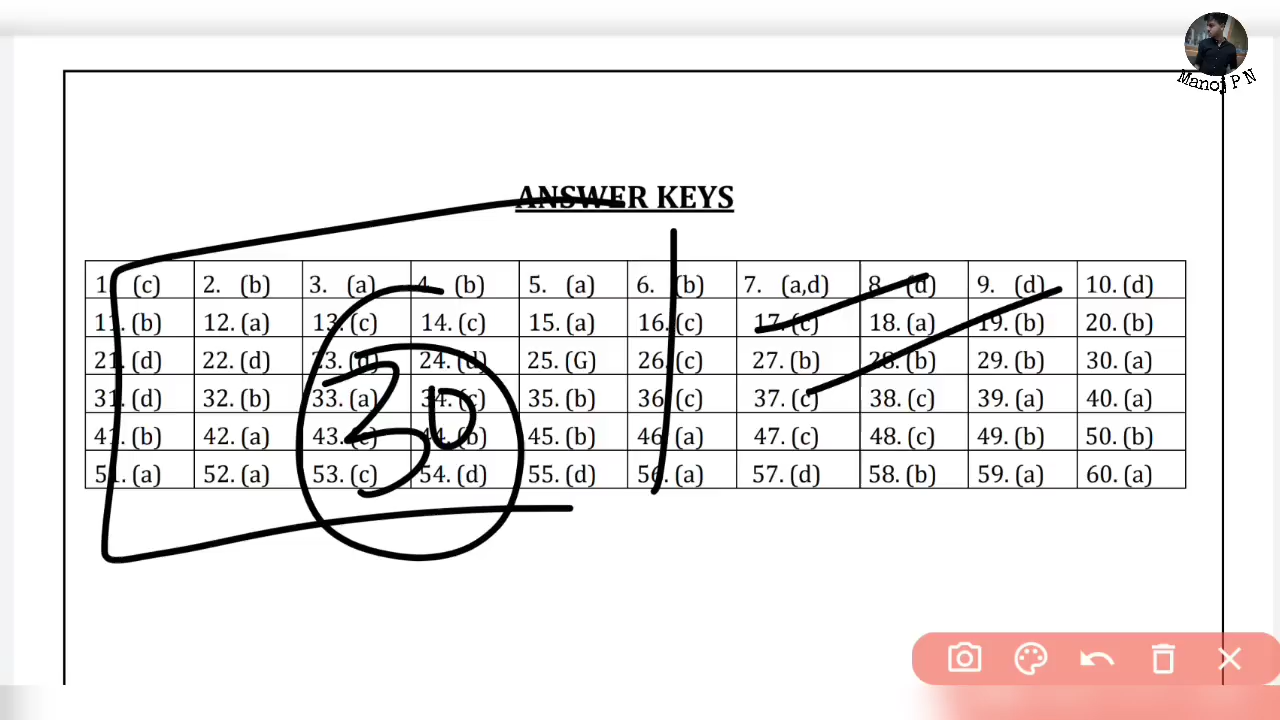 Manoj P N
ANSWER KEYS
1. (c) 2. (b) 3. (a) 4. (b) 5. (a) 6. (b) 7. (a,d) 8. (d) 9. (d) 10. (d)
11. (b) 12. (a) 13. (c) 14. (c) 15. (a) 16. (c) 17. (c) 18. (a) 19. (b) 20. (b)
21. (d) 22. (d) 23. (d) 24. (d) 25. (G) 26. (c) 27. (b) 28. (b) 29. (b) 30. (a)
31. (d) 32. (b) 33. (a) 34. (c) 35. (b) 36. (c) 37. (c) 38. (c) 39. (a) 40. (a)
41. (b) 42. (a) 43. (c) 44. (b) 45. (b) 46. (a) 47. (c) 48. (c) 49. (b) 50. (b)
51. (a) 52. (a) 53. (c) 54. (d) 55. (d) 56. (a) 57. (d) 58. (b) 59. (a) 60. (a)
30